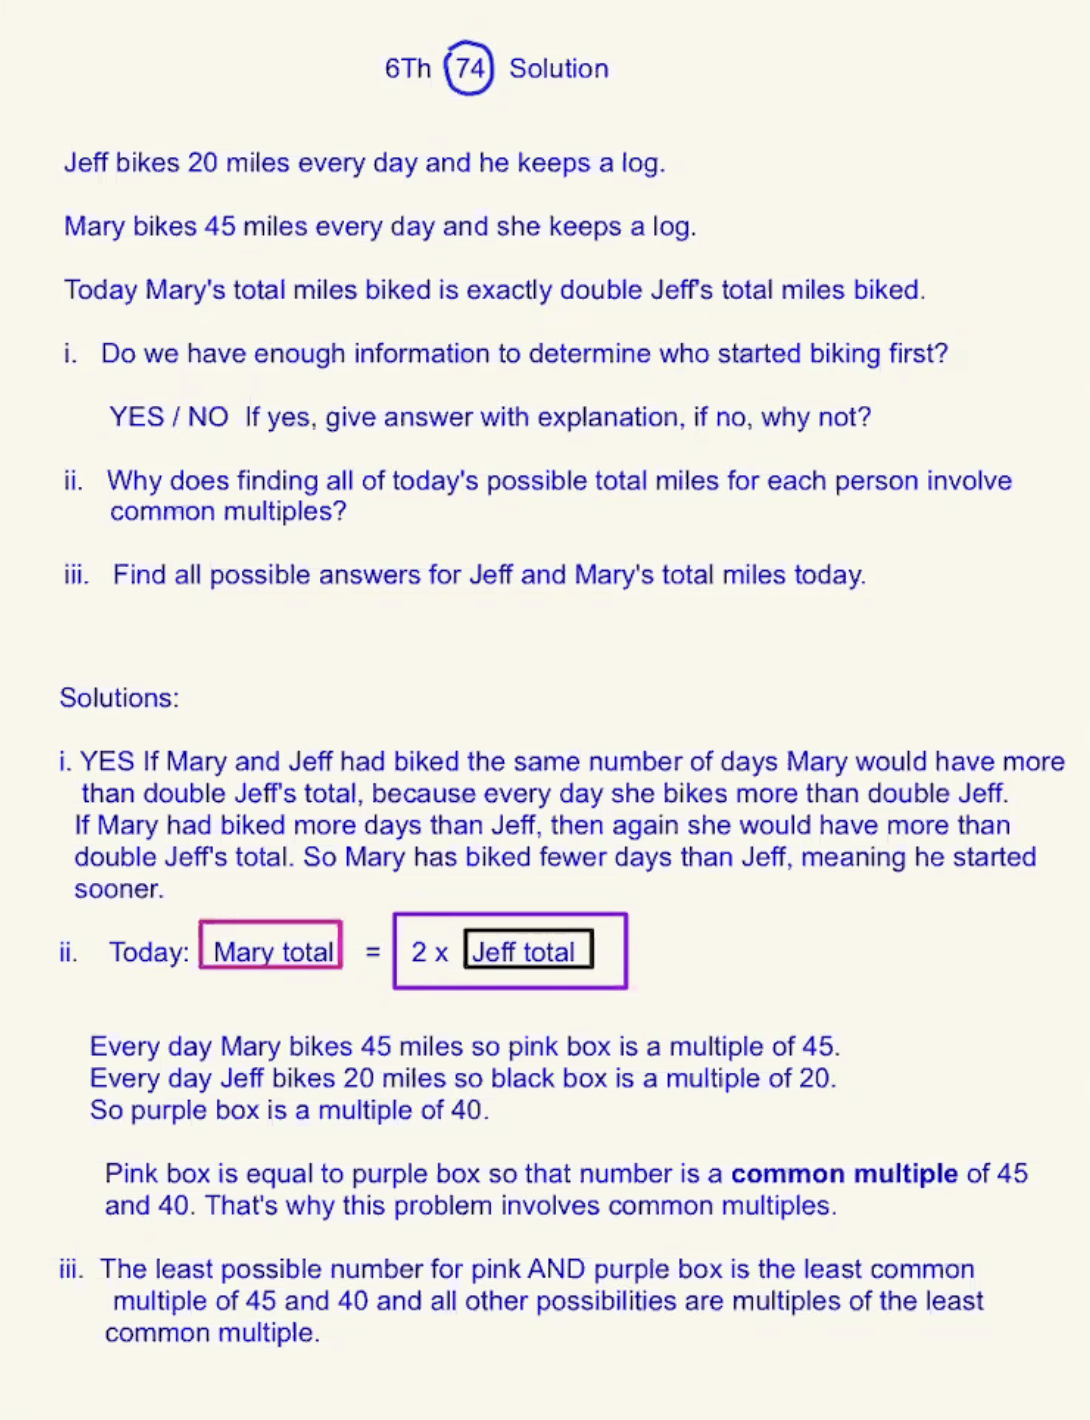 6Th 74 Solution
Jeff bikes 20 miles every day and he keeps a log.
Mary bikes 45 miles every day and she keeps a log.
Today Mary's total miles biked is exactly double Jeff's total miles biked.
i. Do we have enough information to determine who started biking first?
YES / NO If yes, give answer with explanation, if no, why not?
ii. Why does finding all of today's possible total miles for each person involve
common multiples?
iii. Find all possible answers for Jeff and Mary's total miles today.
Solutions:
i. YES If Mary and Jeff had biked the same number of days Mary would have more
than double Jeff's total, because every day she bikes more than double Jeff.
If Mary had biked more days than Jeff, then again she would have more than
double Jeff's total. So Mary has biked fewer days than Jeff, meaning he started
sooner.
ii. Today: Mary total = 2 x Jeff total
Every day Mary bikes 45 miles so pink box is a multiple of 45.
Every day Jeff bikes 20 miles so black box is a multiple of 20.
So purple box is a multiple of 40.
Pink box is equal to purple box so that number is a common multiple of 45
and 40. That's why this problem involves common multiples.
iii. The least possible number for pink AND purple box is the least common
multiple of 45 and 40 and all other possibilities are multiples of the least
common multiple.